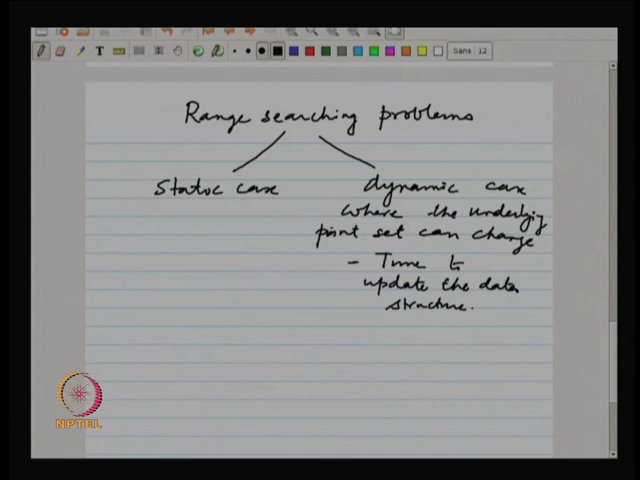 Sans 12
Range searching problems
Static case
dynamic case
where the underlying
point set can change
- Time to
update the data
structure.
NPTEL